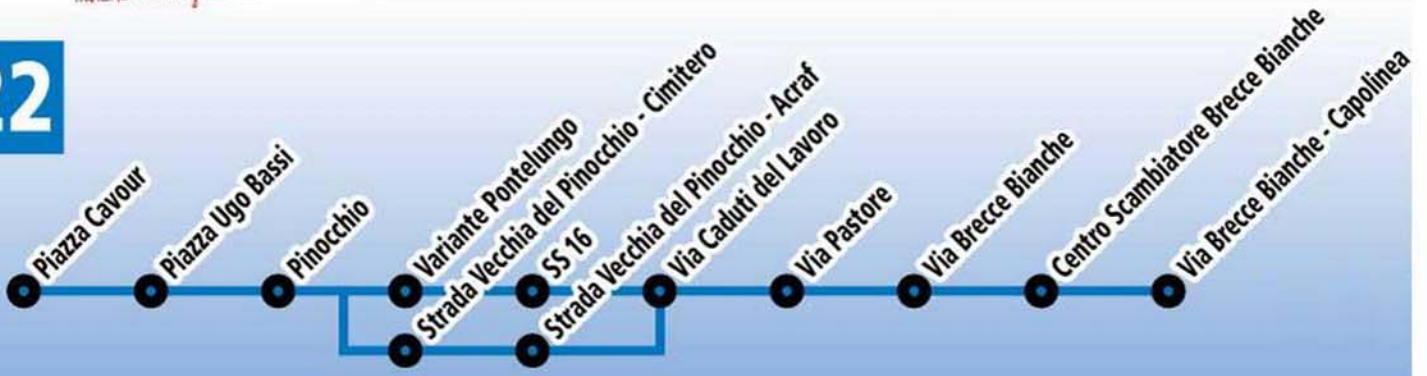 22
Piazza Cavour
Piazza Ugo Bassi
Pinocchio
Variante Pontelungo
Strada Vecchia del Pinocchio - Cimitero
SS 16
Strada Vecchia del Pinocchio - Acraf
Via Caduti del Lavoro
Via Pastore
Via Brecce Bianche
Centro Scambiatore Brecce Bianche
Via Brecce Bianche - Capolinea